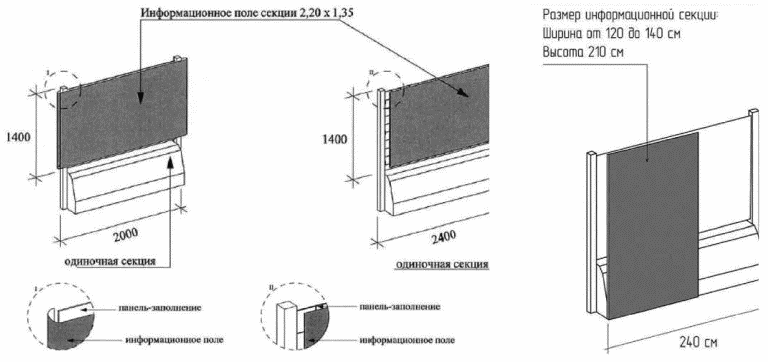 Информационное поле секции 2,20 x 1,35
Размер информационной секции:
Ширина от 120 до 140 см
Высота 210 см
I
II
1400
1400
2000
2400
одиночная секция
одиночная секция
240 см
I
панель-заполнение
информационное поле
II
панель-заполнение
информационное поле